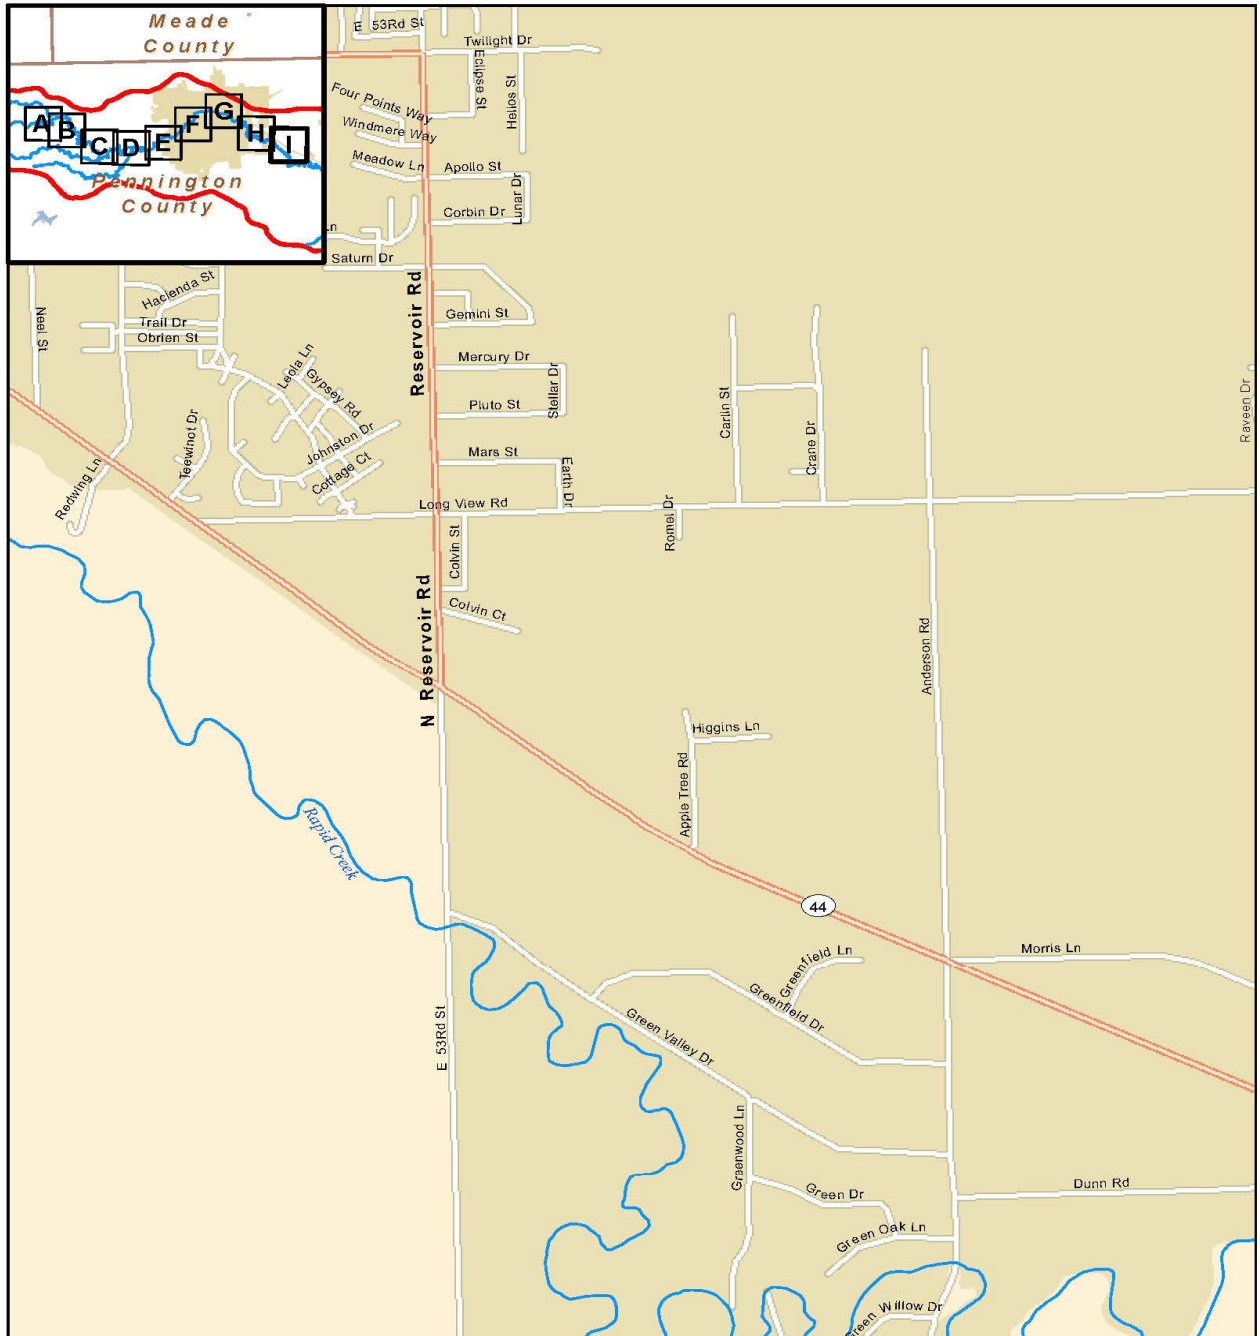 Meade
County
A
B
C
D
E
F
G
H
I
Pennington
County
E 53Rd St
Twilight Dr
Eclipse St
Helios St
Four Points Way
Windmere Way
Meadow Ln
Apollo St
Lunar Dr
Corbin Dr
Ln
Saturn Dr
Reservoir Rd
Gemini St
Hacienda St
Trail Dr
Obrien St
Neel St
Leola Ln
Gypsey Rd
Mercury Dr
Stellar Dr
Pluto St
Carlin St
Crane Dr
Raveen Dr
Teewinot Dr
Johnston Dr
Cottage Ct
Mars St
Earth Dr
Redwing Ln
Long View Rd
Romel Dr
Colvin St
N Reservoir Rd
Colvin Ct
Anderson Rd
Higgins Ln
Apple Tree Rd
Rapid Creek
44
Greenfield Ln
Morris Ln
Greenfield Dr
E 53Rd St
Green Valley Dr
Greenwood Ln
Green Dr
Dunn Rd
Green Oak Ln
Green Willow Dr